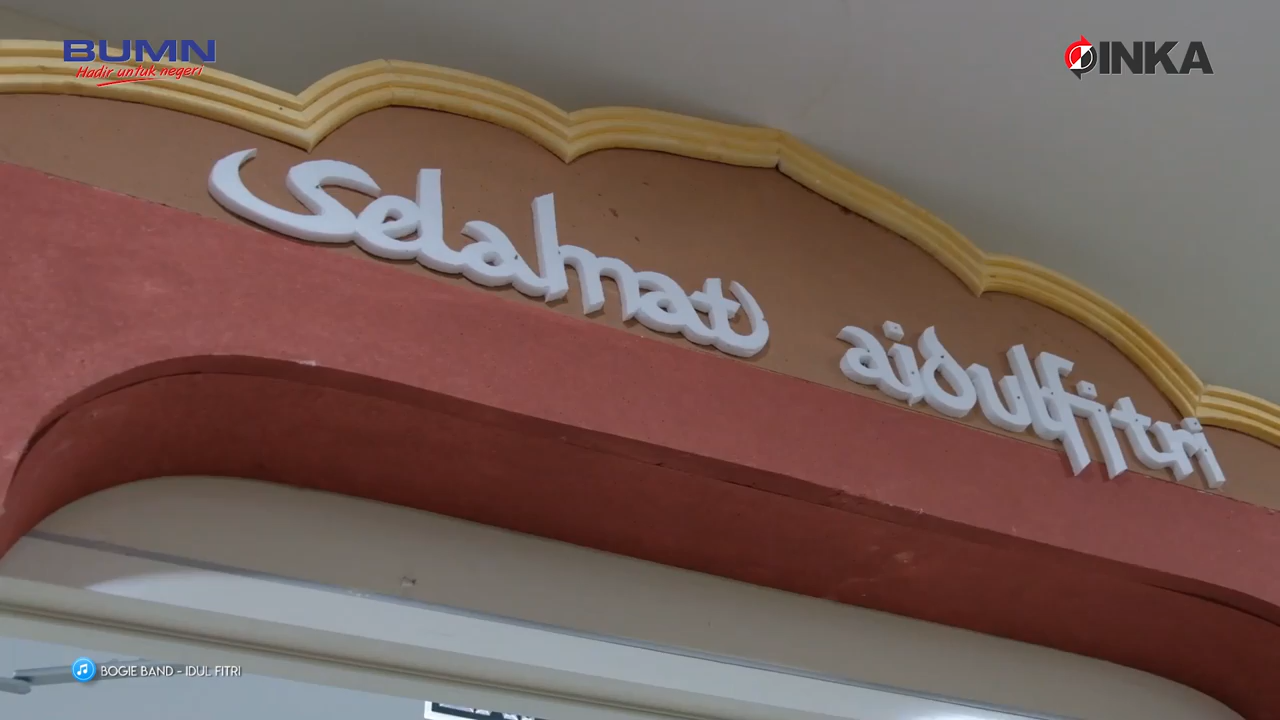 BUMN
Hadir untuk negeri
INKA
Selamat aidulfitri
BOGIE BAND - IDUL FITRI